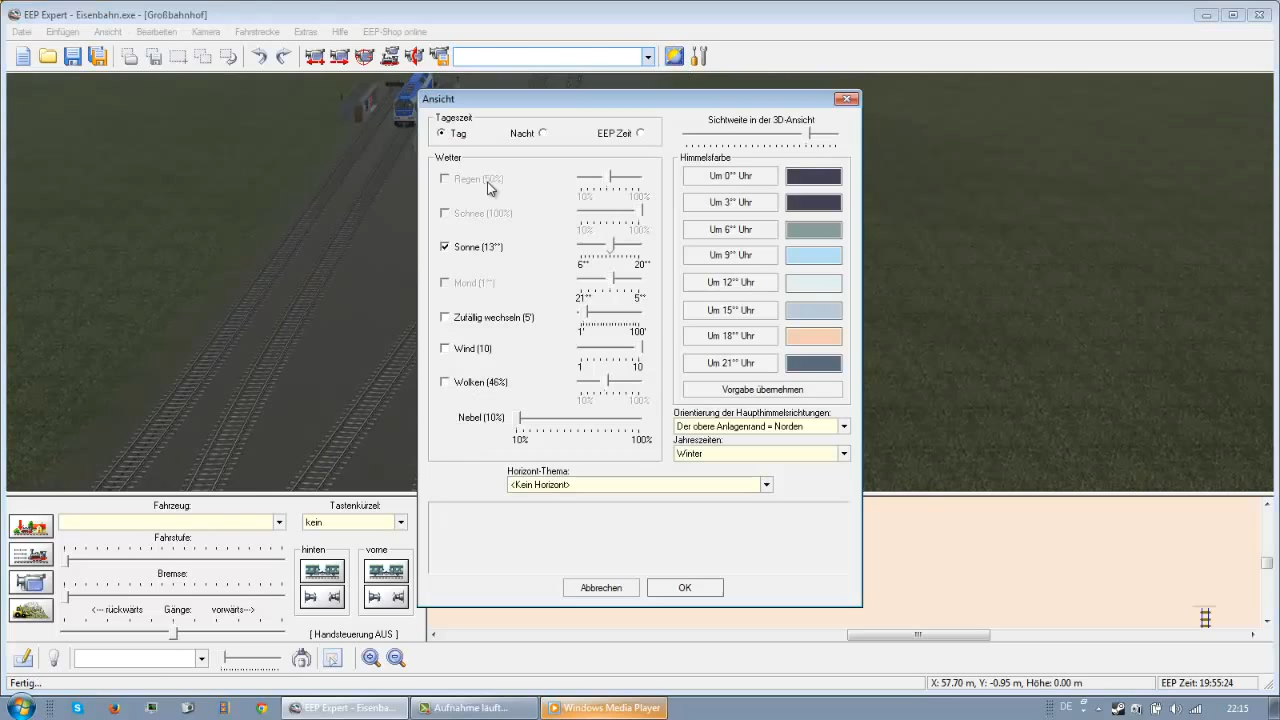 EEP Expert - Eisenbahn.exe - [Großbahnhof]
Datei Einfügen Ansicht Bearbeiten Kamera Fahrstrecke Extras Hilfe EEP-Shop online
Ansicht
Tageszeit
Tag Nacht EEP Zeit
Sichtweite in der 3D-Ansicht
Wetter
Regen (50%)
10% 100%
Schnee (100%)
10% 100%
Sonne (13°°)
6°° 20°°
Mond (1°°)
21°° 5°°
Zufällig wechseln (5')
1' 100'
Wind (10)
1 10
Wolken (46%)
10% 100%
Nebel (10%)
10% 100%
Himmelsfarbe
Um 0°° Uhr
Um 3°° Uhr
Um 6°° Uhr
Um 9°° Uhr
Um 12°° Uhr
Um 15°° Uhr
Um 18°° Uhr
Um 21°° Uhr
Vorgabe übernehmen
Orientierung der Haupthimmelsrichtungen:
Der obere Anlagenrand = Norden
Jahreszeiten:
Winter
Horizont-Thema:
<Kein Horizont>
Abbrechen OK
Fahrzeug: Tastenkürzel:
kein
Fahrstufe:
hinten vorne
Bremse:
<--- rückwärts Gänge: vorwärts--->
[ Handsteuerung AUS ]
Fertig...
X: 57.70 m, Y: -0.95 m, Höhe: 0.00 m
EEP Zeit: 19:55:24
EEP Expert - Eisenba...
Aufnahme läuft...
Windows Media Player
DE
22:15